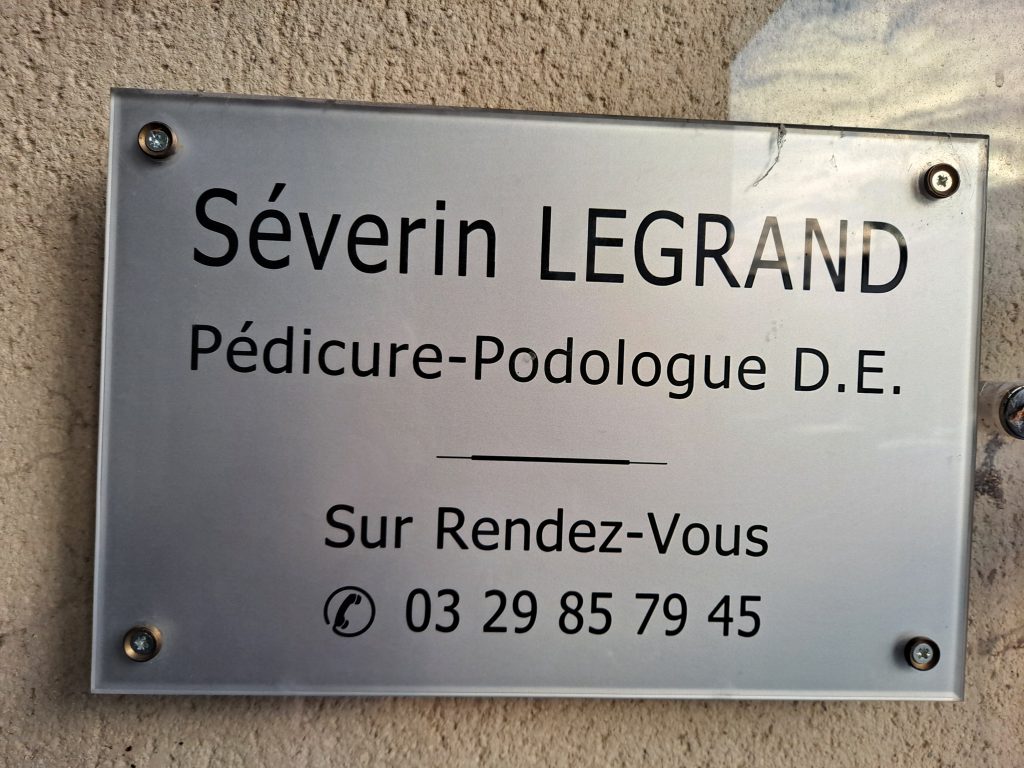 Séverin LEGRAND
Pédicure-Podologue D.E.
Sur Rendez-Vous
03 29 85 79 45